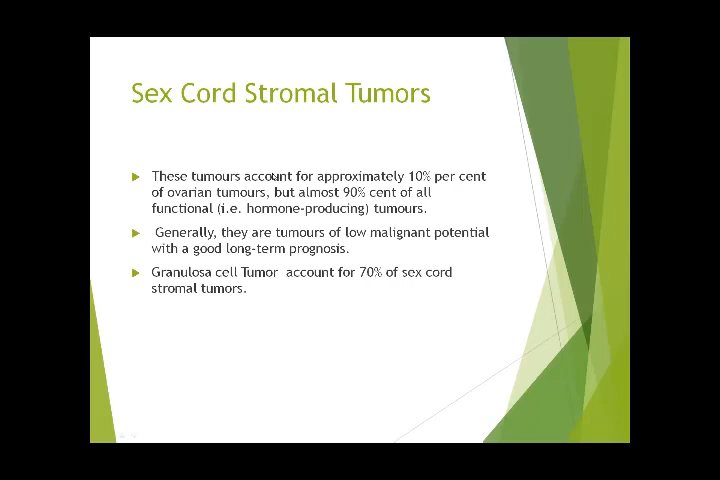 Sex Cord Stromal Tumors
These tumours account for approximately 10% per cent
of ovarian tumours, but almost 90% cent of all
functional (i.e. hormone-producing) tumours.
Generally, they are tumours of low malignant potential
with a good long-term prognosis.
Granulosa cell Tumor account for 70% of sex cord
stromal tumors.